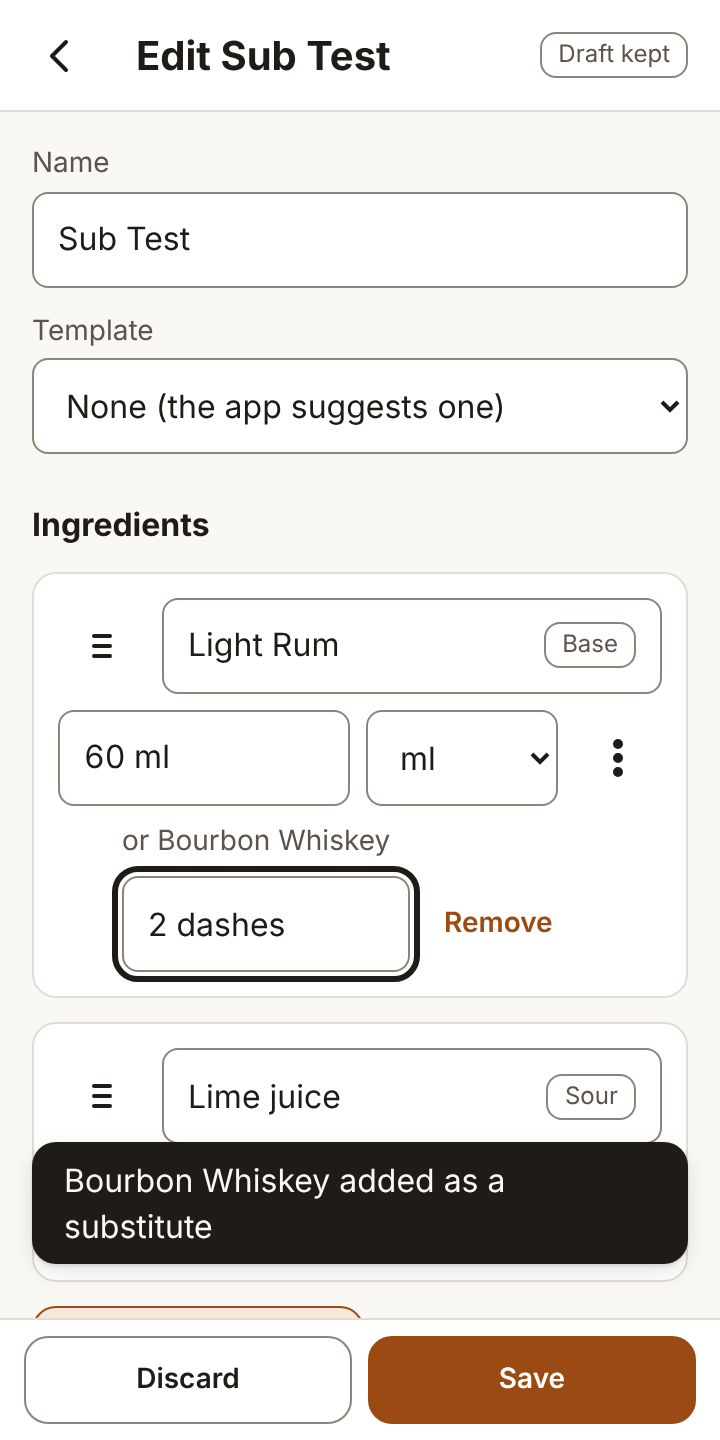 Edit Sub Test
Draft kept
Name
Sub Test
Template
None (the app suggests one)
Ingredients
Light Rum
Base
60 ml
ml
or Bourbon Whiskey
2 dashes
Remove
Lime juice
Sour
Bourbon Whiskey added as a
substitute
Discard
Save